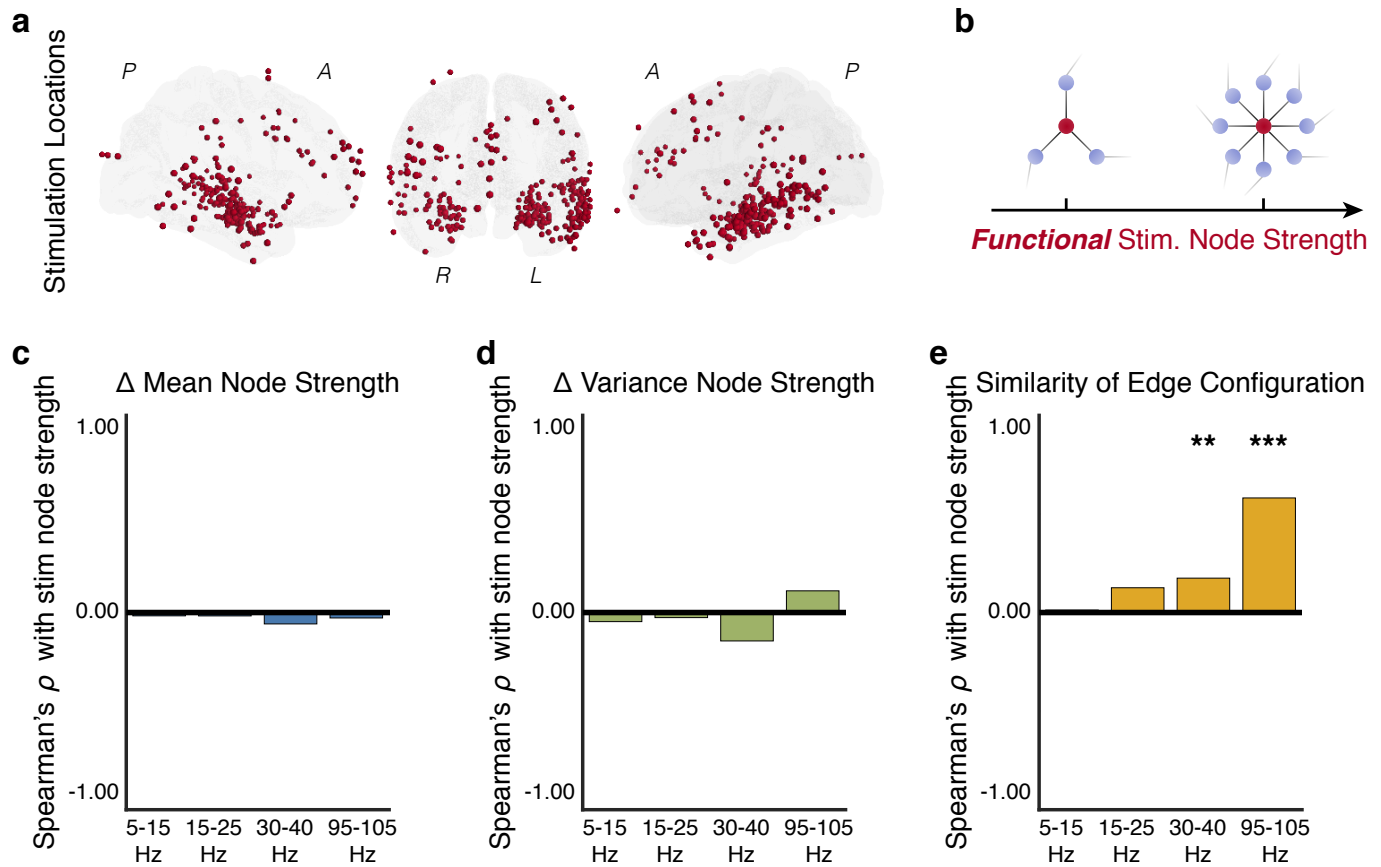 a
Stimulation Locations
P
A
R
L
A
P
b
Functional Stim. Node Strength
c
Δ Mean Node Strength
Spearman's ρ with stim node strength
1.00
0.00
-1.00
5-15 Hz
15-25 Hz
30-40 Hz
95-105 Hz
d
Δ Variance Node Strength
Spearman's ρ with stim node strength
1.00
0.00
-1.00
5-15 Hz
15-25 Hz
30-40 Hz
95-105 Hz
e
Similarity of Edge Configuration
Spearman's ρ with stim node strength
1.00
0.00
-1.00
** ***
5-15 Hz
15-25 Hz
30-40 Hz
95-105 Hz